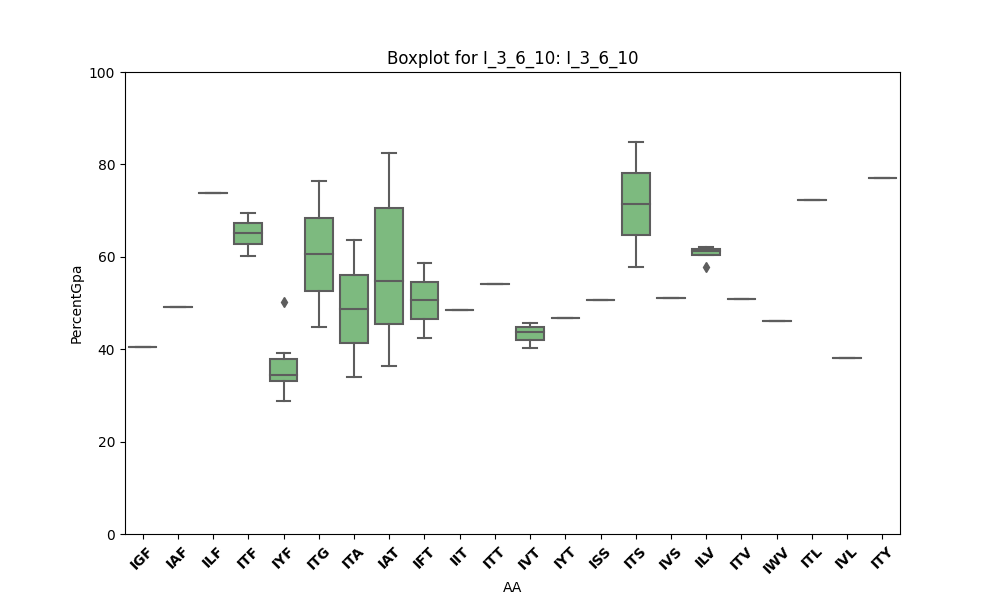 Boxplot for I_3_6_10: I_3_6_10
PercentGpa
100
80
60
40
20
0
IGF IAF ILF ITF IYF ITG ITA IAT IFT IIT ITT IVT IYT ISS ITS IVS ILV ITV IWV ITL IVL ITY
AA